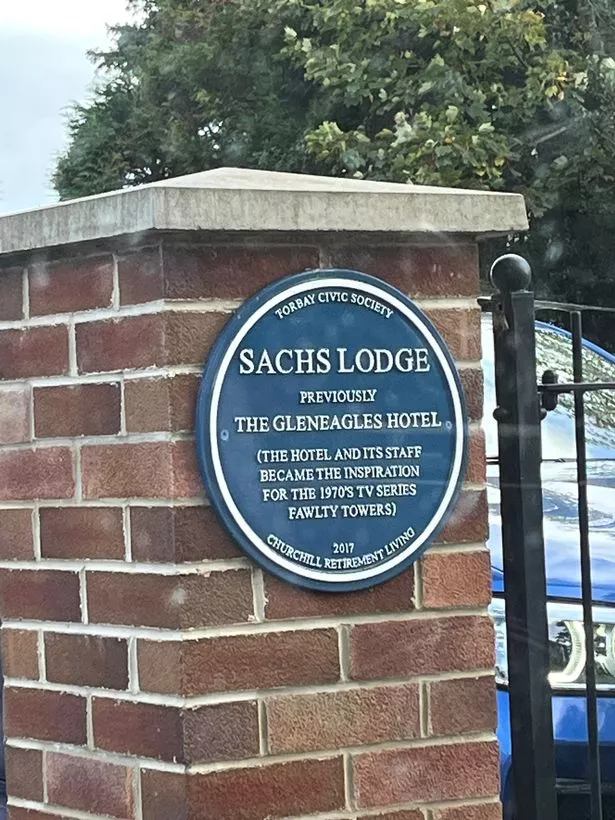 TORBAY CIVIC SOCIETY
SACHS LODGE
PREVIOUSLY
THE GLENEAGLES HOTEL
(THE HOTEL AND ITS STAFF
BECAME THE INSPIRATION
FOR THE 1970'S TV SERIES
FAWLTY TOWERS)
2017
CHURCHILL RETIREMENT LIVING